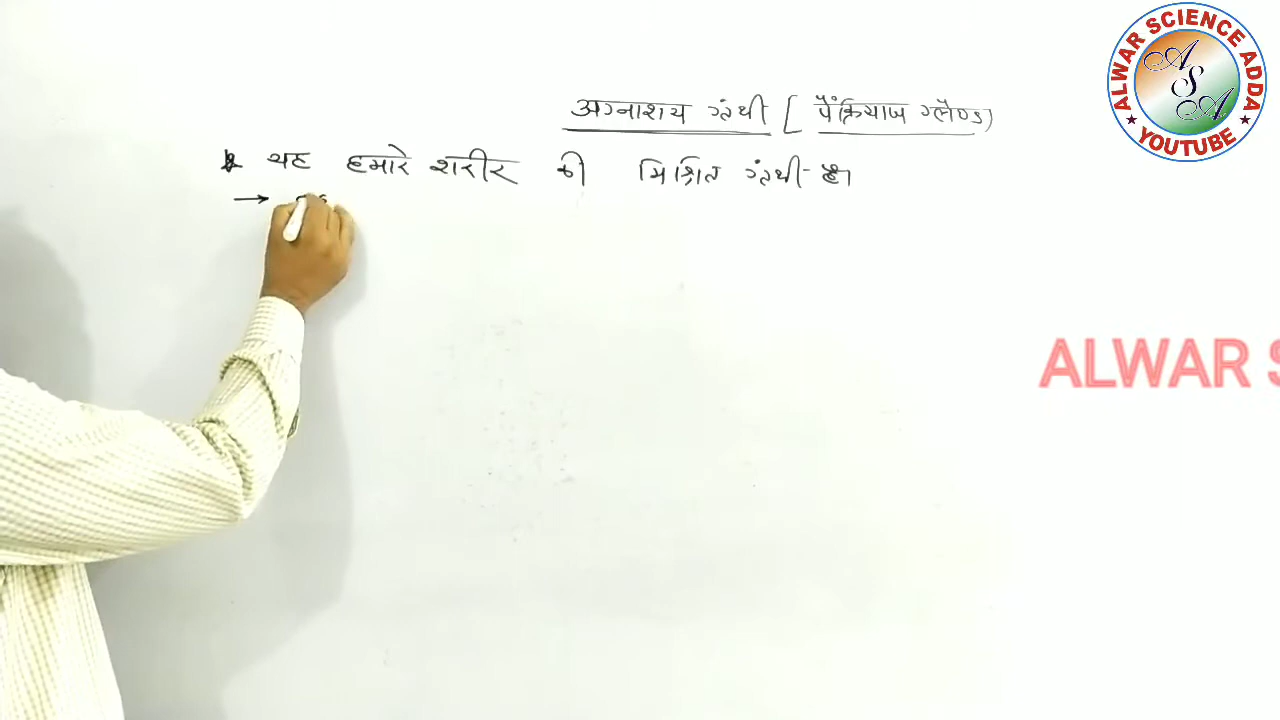 अग्नाशय ग्रंथी [ पैंक्रियाज ग्लैण्ड)
यह हमारे शरीर की मिश्रित ग्रंथी है।
→
ALWAR SCIENCE ADDA
ASA
★ YOUTUBE ★
ALWAR S